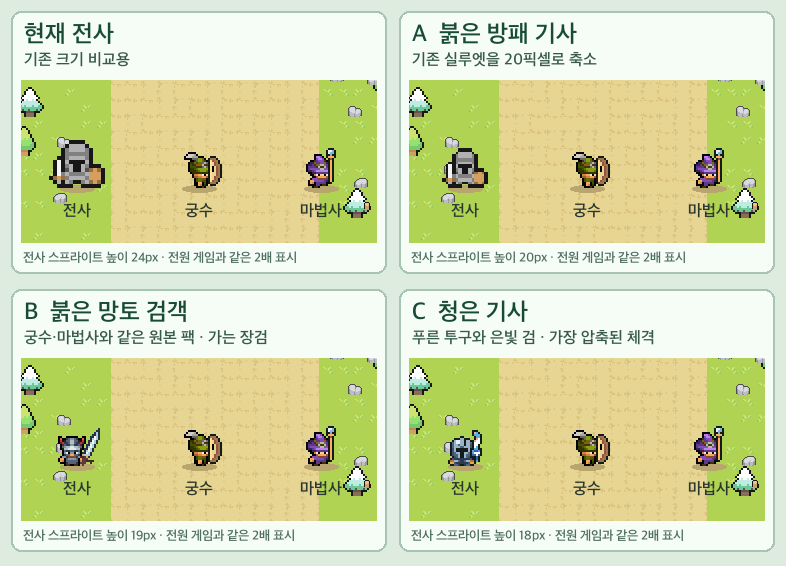 현재 전사
기존 크기 비교용
전사
궁수
마법사
전사 스프라이트 높이 24px · 전원 게임과 같은 2배 표시
A 붉은 방패 기사
기존 실루엣을 20픽셀로 축소
전사
궁수
마법사
전사 스프라이트 높이 20px · 전원 게임과 같은 2배 표시
B 붉은 망토 검객
궁수·마법사와 같은 원본 팩 · 가는 장검
전사
궁수
마법사
전사 스프라이트 높이 19px · 전원 게임과 같은 2배 표시
C 청은 기사
푸른 투구와 은빛 검 · 가장 압축된 체격
전사
궁수
마법사
전사 스프라이트 높이 18px · 전원 게임과 같은 2배 표시